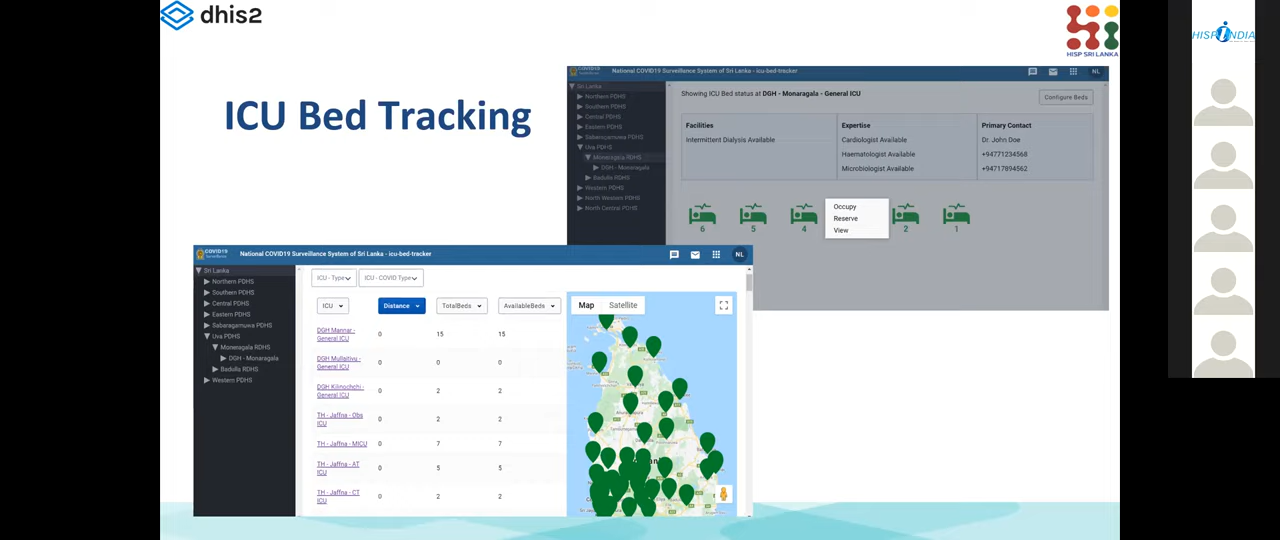 dhis2
HISP SRI LANKA
HISP INDIA
ICU Bed Tracking
COVID19
National COVID19 Surveillance System of Sri Lanka - icu-bed-tracker
NL
Sri Lanka
Northern PDHS
Southern PDHS
Central PDHS
Eastern PDHS
Sabaragamuwa PDHS
Uva PDHS
Moneragala RDHS
DGH - Monaragala
Badulla RDHS
Western PDHS
North Western PDHS
North Central PDHS
Showing ICU Bed status at DGH - Monaragala - General ICU
Configure Beds
Facilities
Intermittent Dialysis Available
Expertise
Cardiologist Available
Haematologist Available
Microbiologist Available
Primary Contact
Dr. John Doe
+94771234568
+94717894562
6 5 4 2 1
Occupy
Reserve
View
COVID19
National COVID19 Surveillance System of Sri Lanka - icu-bed-tracker
NL
Sri Lanka
Northern PDHS
Southern PDHS
Central PDHS
Eastern PDHS
Sabaragamuwa PDHS
Uva PDHS
Moneragala RDHS
DGH - Monaragala
Badulla RDHS
Western PDHS
ICU - Type ICU - COVID Type
ICU Distance TotalBeds AvailableBeds
DGH Mannar - General ICU 0 15 15
DGH Mullaitivu - General ICU 0 0 0
DGH Kilinochchi - General ICU 0 2 2
TH - Jaffna - Obs ICU 0 2 2
TH - Jaffna - MICU 0 7 7
TH - Jaffna - AT ICU 0 5 5
TH - Jaffna - CT ICU 0 2 2
Map Satellite